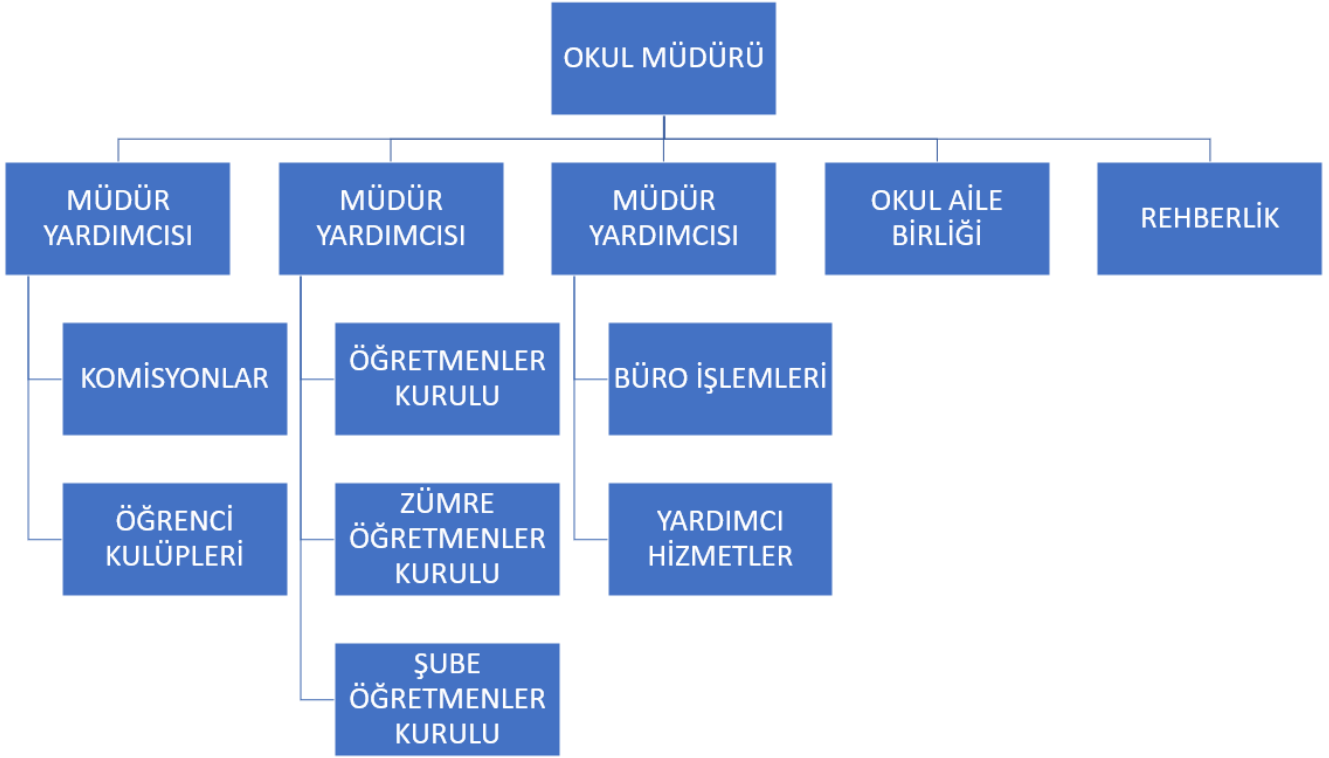 OKUL MÜDÜRÜ
MÜDÜR
YARDIMCISI
MÜDÜR
YARDIMCISI
MÜDÜR
YARDIMCISI
OKUL AİLE
BİRLİĞİ
REHBERLİK
KOMİSYONLAR
ÖĞRENCİ
KULÜPLERİ
ÖĞRETMENLER
KURULU
ZÜMRE
ÖĞRETMENLER
KURULU
ŞUBE
ÖĞRETMENLER
KURULU
BÜRO İŞLEMLERİ
YARDIMCI
HİZMETLER